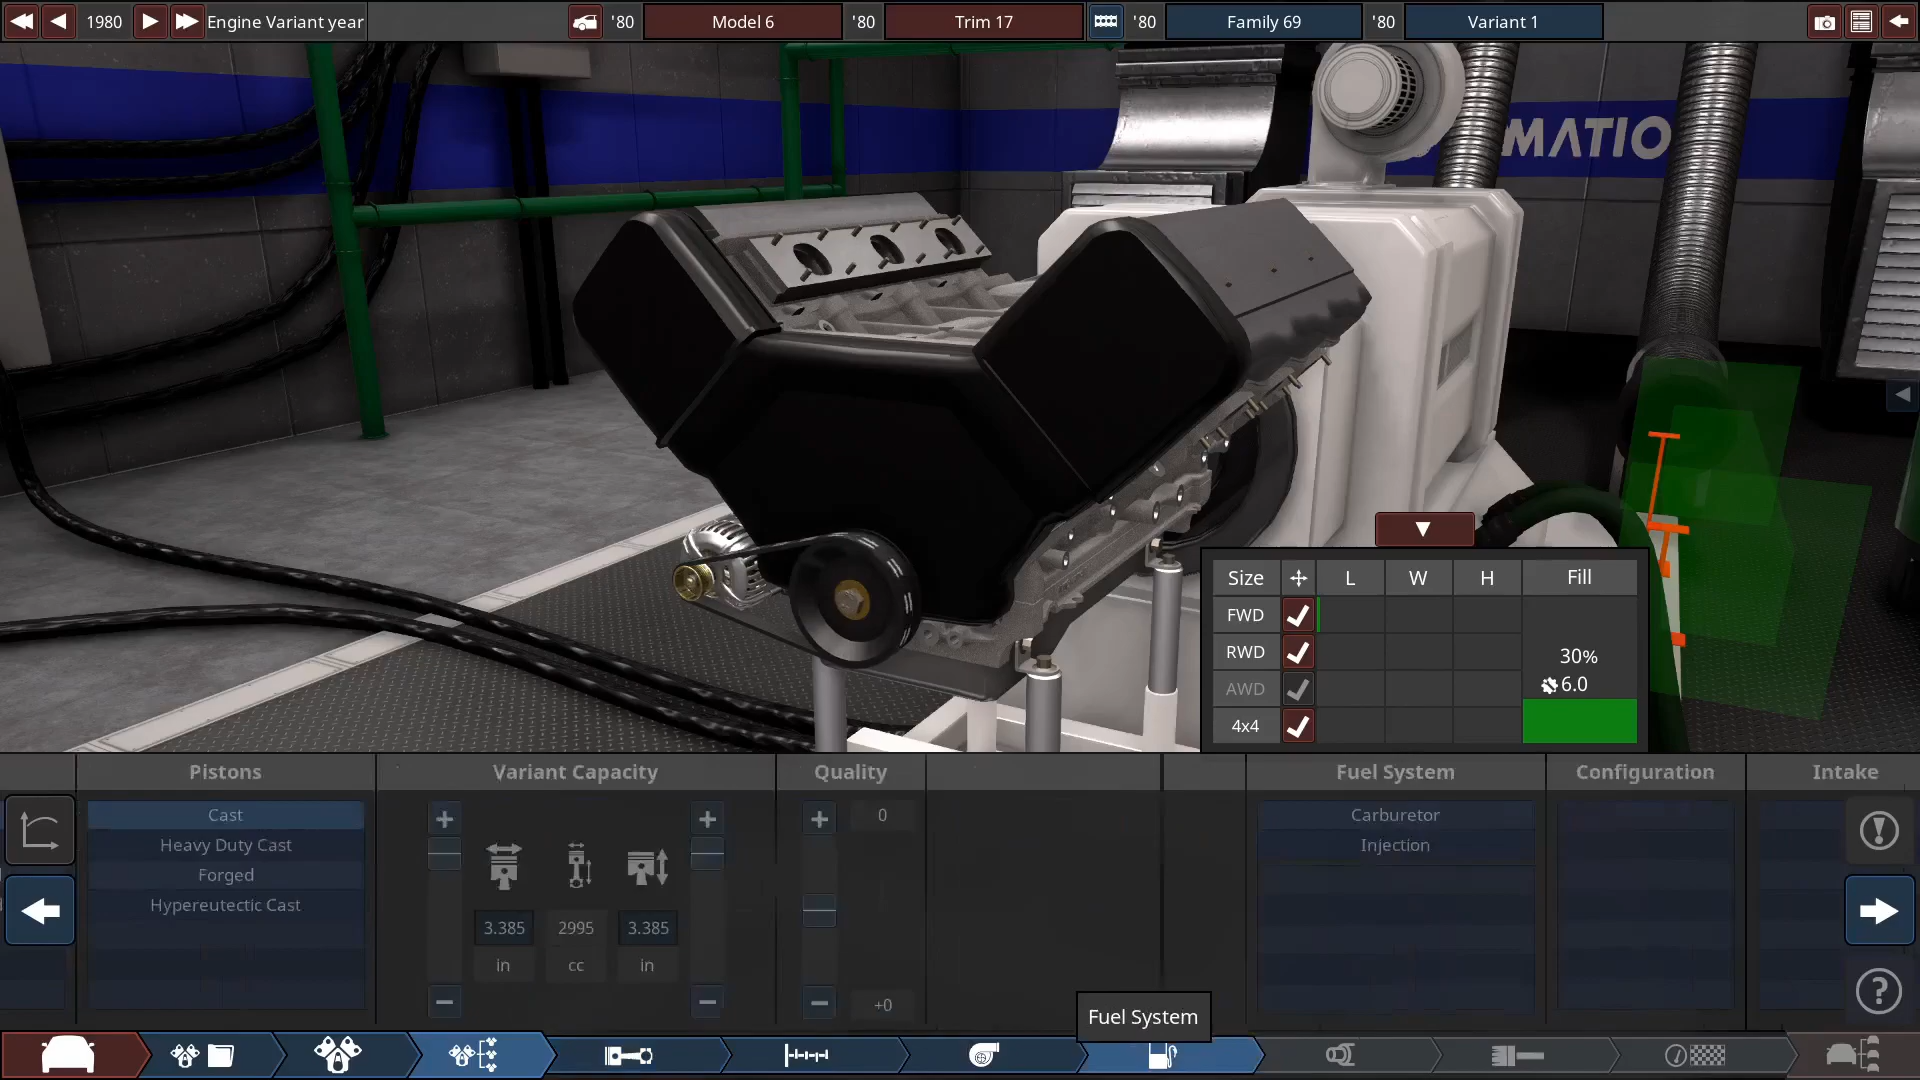 1980
Engine Variant year
'80
Model 6
'80
Trim 17
'80
Family 69
'80
Variant 1
MATIO
Size
L
W
H
Fill
FWD
RWD
AWD
4x4
30%
6.0
Pistons
Cast
Heavy Duty Cast
Forged
Hypereutectic Cast
Variant Capacity
3.385
2995
3.385
in
cc
in
Quality
0
+0
Fuel System
Carburetor
Injection
Configuration
Intake
Fuel System